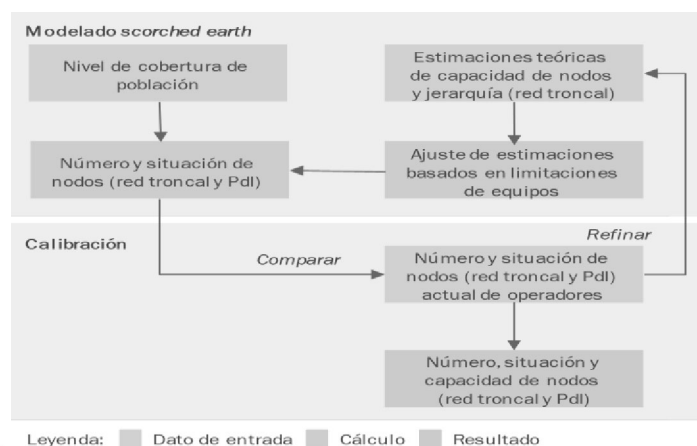 Modelado scorched earth
Nivel de cobertura de
población
Estimaciones teóricas
de capacidad de nodos
y jerarquía (red troncal)
Número y situación de
nodos (red troncal y PdI)
Ajuste de estimaciones
basados en limitaciones
de equipos
Calibración
Comparar
Refinar
Número y situación de
nodos (red troncal y PdI)
actual de operadores
Número, situación y
capacidad de nodos
(red troncal y PdI)
Leyenda: Dato de entrada Cálculo Resultado